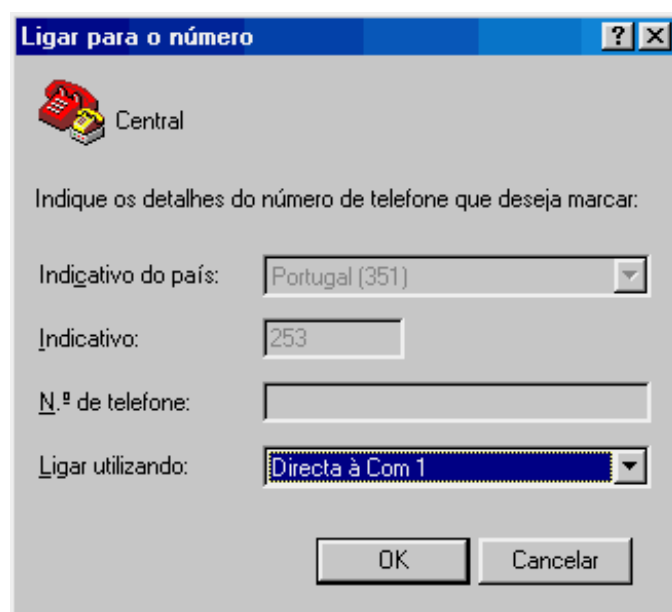 Ligar para o número
Central
Indique os detalhes do número de telefone que deseja marcar:
Indicativo do país: Portugal (351)
Indicativo: 253
N.º de telefone:
Ligar utilizando: Directa à Com 1
OK Cancelar